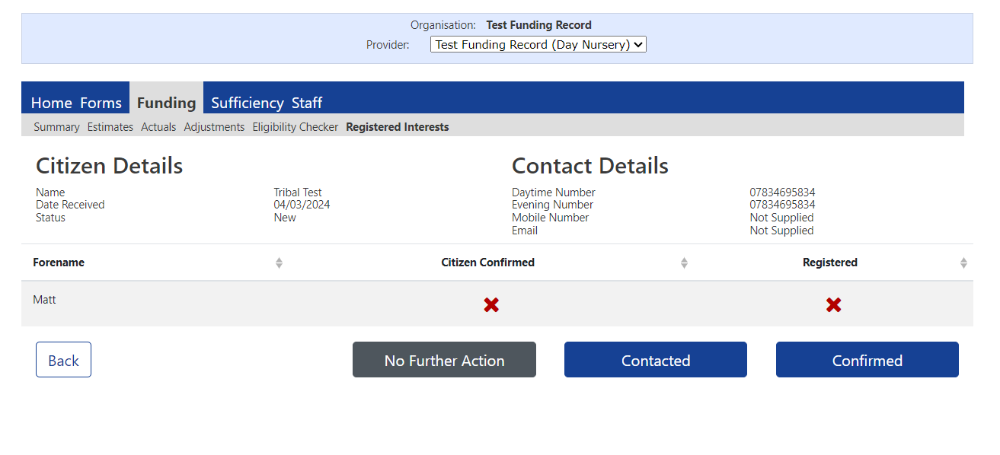 Organisation: Test Funding Record
Provider: Test Funding Record (Day Nursery)
Home Forms Funding Sufficiency Staff
Summary Estimates Actuals Adjustments Eligibility Checker Registered Interests
Citizen Details
Name Tribal Test
Date Received 04/03/2024
Status New
Contact Details
Daytime Number 07834695834
Evening Number 07834695834
Mobile Number Not Supplied
Email Not Supplied
Forename Citizen Confirmed Registered
Matt
Back No Further Action Contacted Confirmed